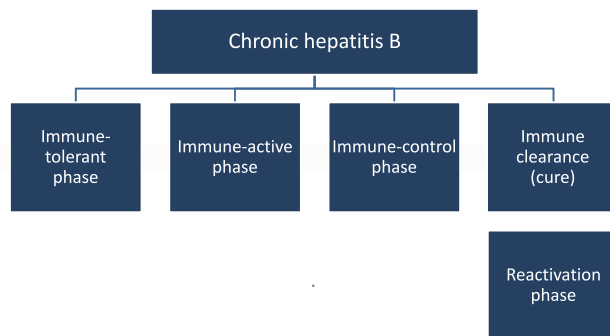 Chronic hepatitis B
Immune-
tolerant
phase
Immune-active
phase
Immune-control
phase
Immune
clearance
(cure)
Reactivation
phase